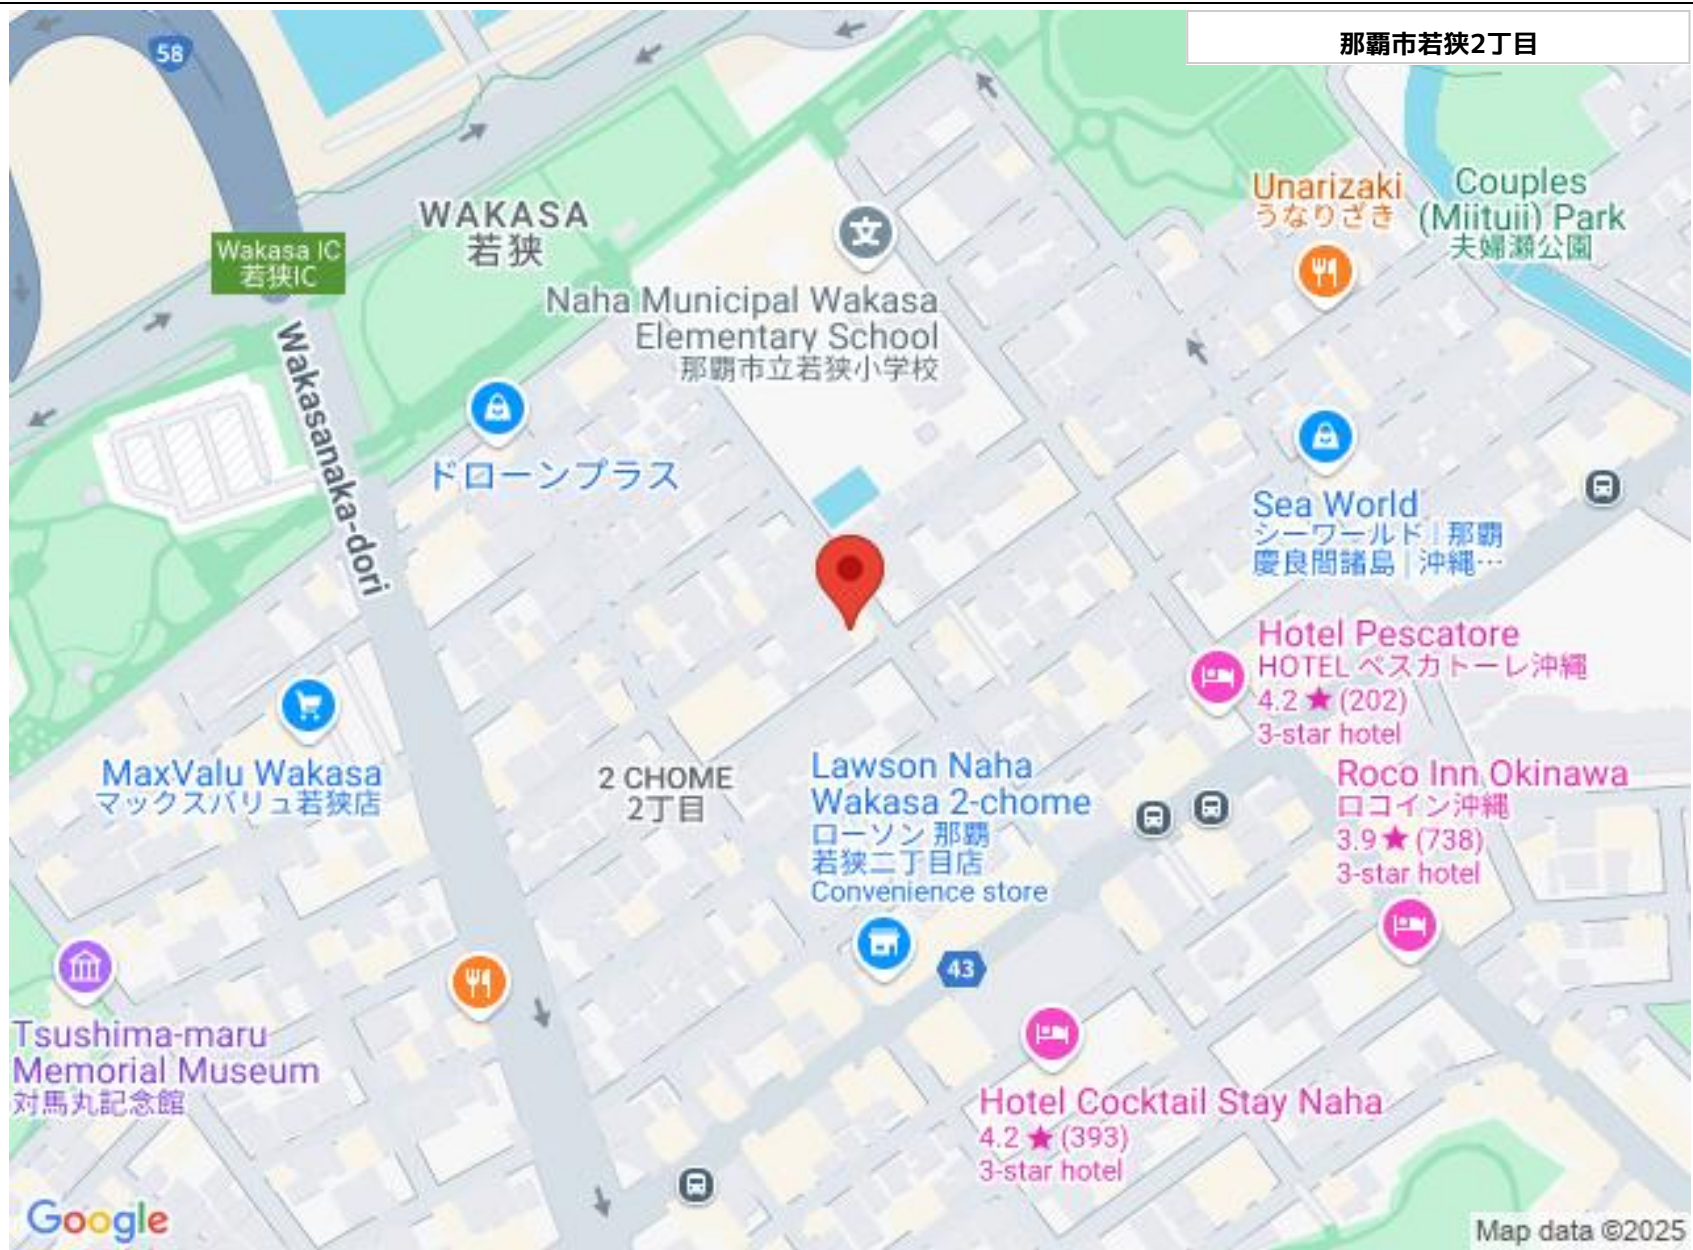 那覇市若狭2丁目
58
WAKASA
若狭
Wakasa IC
若狭IC
Wakasanaka-dori
文
Naha Municipal Wakasa
Elementary School
那覇市立若狭小学校
Unarizaki
うなりざき
Couples
(Miituii) Park
夫婦瀬公園
ドローンプラス
Sea World
シーワールド | 那覇
慶良間諸島 | 沖縄…
Hotel Pescatore
HOTEL ペスカトーレ沖縄
4.2 ★ (202)
3-star hotel
MaxValu Wakasa
マックスバリュ若狭店
2 CHOME
2丁目
Lawson Naha
Wakasa 2-chome
ローソン 那覇
若狭二丁目店
Convenience store
Roco Inn Okinawa
ロコイン沖縄
3.9 ★ (738)
3-star hotel
43
Tsushima-maru
Memorial Museum
対馬丸記念館
Hotel Cocktail Stay Naha
4.2 ★ (393)
3-star hotel
Google
Map data ©2025